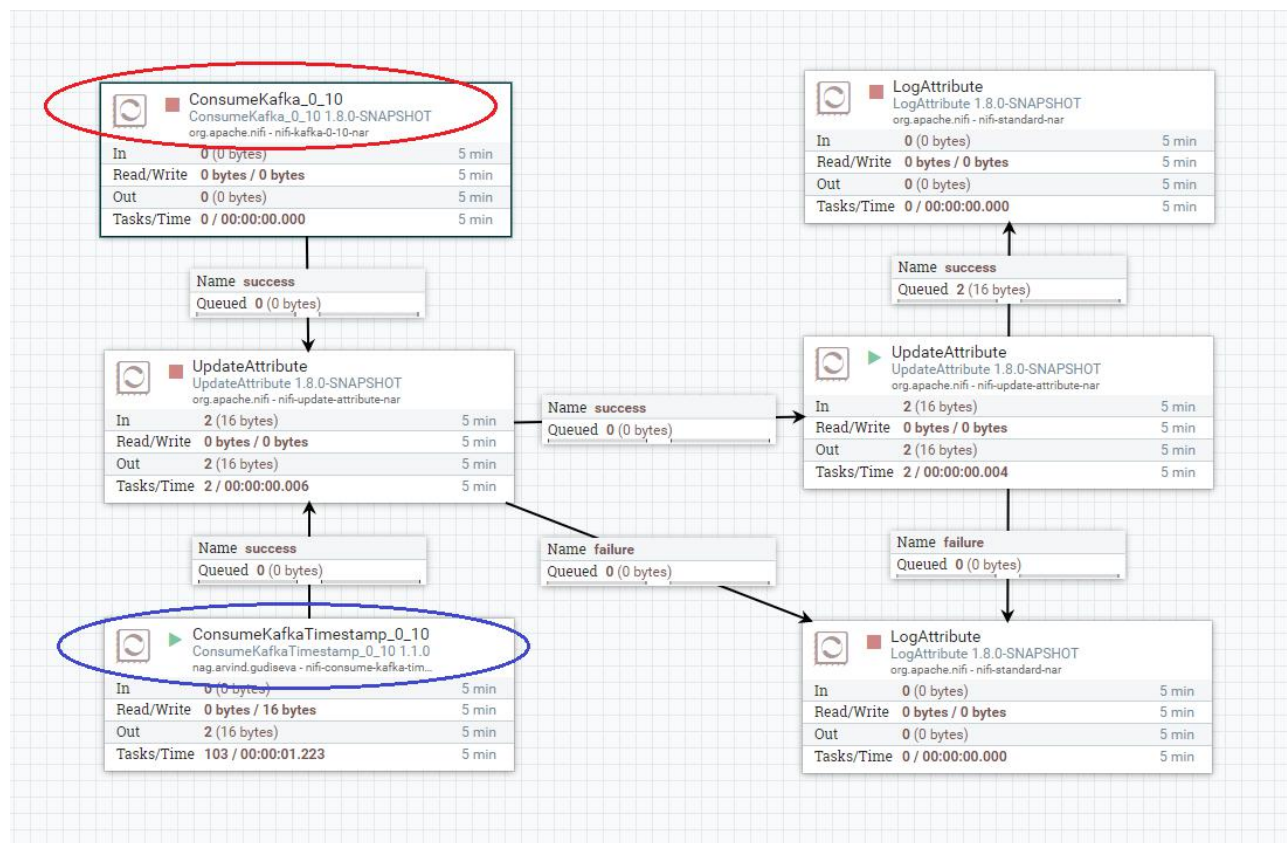 ConsumeKafka_0_10
ConsumeKafka_0_10 1.8.0-SNAPSHOT
org.apache.nifi - nifi-kafka-0-10-nar
In 0 (0 bytes) 5 min
Read/Write 0 bytes / 0 bytes 5 min
Out 0 (0 bytes) 5 min
Tasks/Time 0 / 00:00:00.000 5 min
Name success
Queued 0 (0 bytes)
UpdateAttribute
UpdateAttribute 1.8.0-SNAPSHOT
org.apache.nifi - nifi-update-attribute-nar
In 2 (16 bytes) 5 min
Read/Write 0 bytes / 0 bytes 5 min
Out 2 (16 bytes) 5 min
Tasks/Time 2 / 00:00:00.006 5 min
Name success
Queued 0 (0 bytes)
ConsumeKafkaTimestamp_0_10
ConsumeKafkaTimestamp_0_10 1.1.0
nag.arvind.gudiseva - nifi-consume-kafka-tim...
In 0 (0 bytes) 5 min
Read/Write 0 bytes / 16 bytes 5 min
Out 2 (16 bytes) 5 min
Tasks/Time 103 / 00:00:01.223 5 min
Name success
Queued 0 (0 bytes)
Name failure
Queued 0 (0 bytes)
LogAttribute
LogAttribute 1.8.0-SNAPSHOT
org.apache.nifi - nifi-standard-nar
In 0 (0 bytes) 5 min
Read/Write 0 bytes / 0 bytes 5 min
Out 0 (0 bytes) 5 min
Tasks/Time 0 / 00:00:00.000 5 min
Name success
Queued 2 (16 bytes)
UpdateAttribute
UpdateAttribute 1.8.0-SNAPSHOT
org.apache.nifi - nifi-update-attribute-nar
In 2 (16 bytes) 5 min
Read/Write 0 bytes / 0 bytes 5 min
Out 2 (16 bytes) 5 min
Tasks/Time 2 / 00:00:00.004 5 min
Name failure
Queued 0 (0 bytes)
LogAttribute
LogAttribute 1.8.0-SNAPSHOT
org.apache.nifi - nifi-standard-nar
In 0 (0 bytes) 5 min
Read/Write 0 bytes / 0 bytes 5 min
Out 0 (0 bytes) 5 min
Tasks/Time 0 / 00:00:00.000 5 min